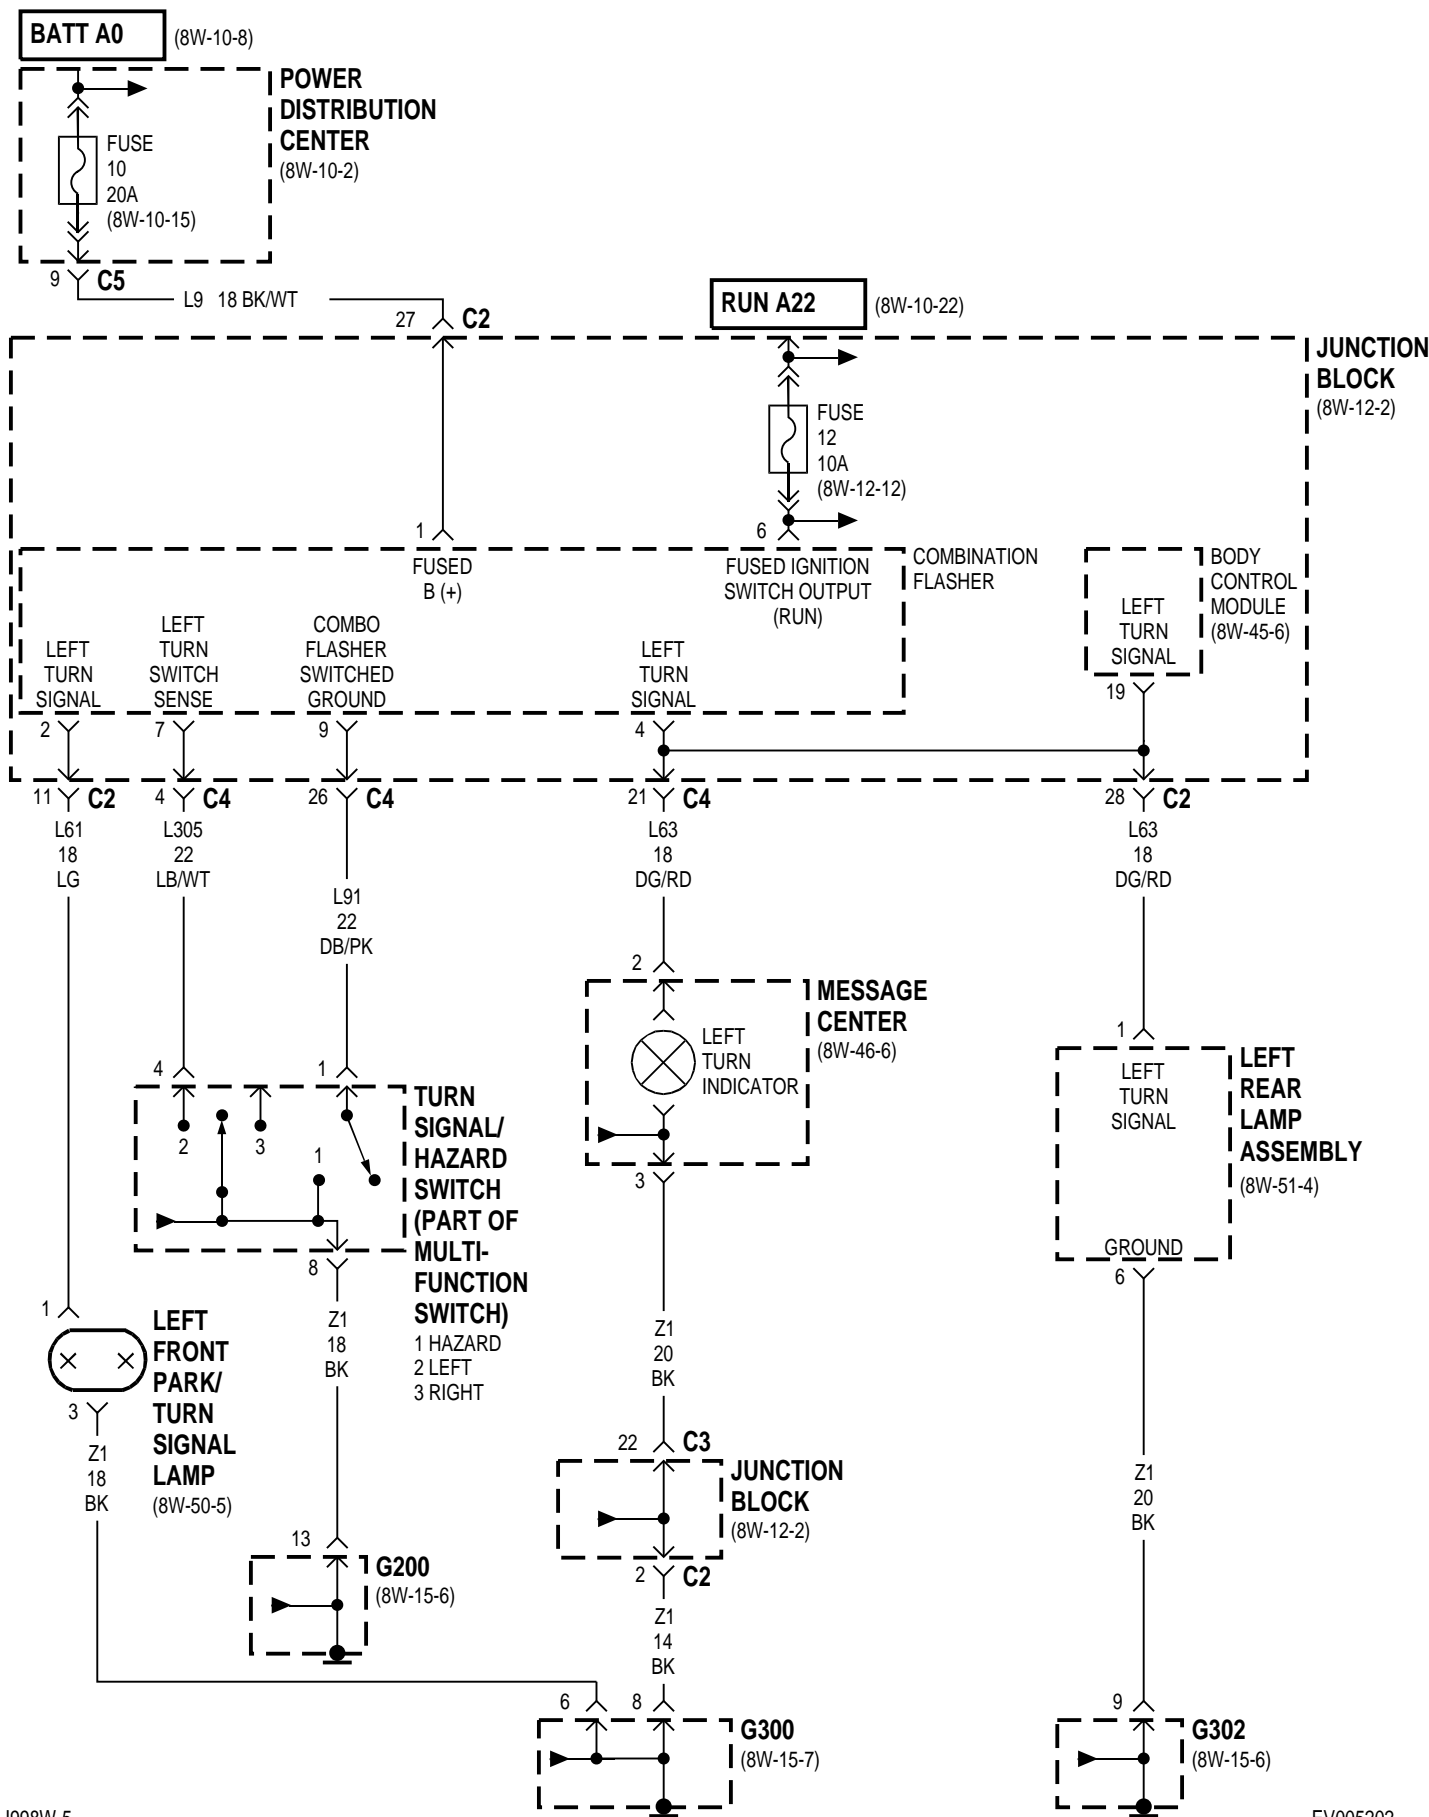 BATT A0
(8W-10-8)
POWER
DISTRIBUTION
CENTER
(8W-10-2)
FUSE
10
20A
(8W-10-15)
9
C5
L9 18 BK/WT
27
C2
RUN A22
(8W-10-22)
JUNCTION
BLOCK
(8W-12-2)
FUSE
12
10A
(8W-12-12)
1
6
FUSED
B (+)
FUSED IGNITION
SWITCH OUTPUT
(RUN)
COMBINATION
FLASHER
BODY
CONTROL
MODULE
(8W-45-6)
LEFT
TURN
SIGNAL
19
LEFT
TURN
SIGNAL
LEFT
TURN
SWITCH
SENSE
COMBO
FLASHER
SWITCHED
GROUND
LEFT
TURN
SIGNAL
2
7
9
4
11
C2
4
C4
26
C4
21
C4
28
C2
L61
18
LG
L305
22
LB/WT
L91
22
DB/PK
L63
18
DG/RD
L63
18
DG/RD
2
MESSAGE
CENTER
(8W-46-6)
LEFT
TURN
INDICATOR
3
1
LEFT
TURN
SIGNAL
LEFT
REAR
LAMP
ASSEMBLY
(8W-51-4)
GROUND
6
4
1
2
3
1
TURN
SIGNAL/
HAZARD
SWITCH
(PART OF
MULTI-
FUNCTION
SWITCH)
1 HAZARD
2 LEFT
3 RIGHT
8
Z1
18
BK
1
LEFT
FRONT
PARK/
TURN
SIGNAL
LAMP
(8W-50-5)
3
Z1
18
BK
Z1
20
BK
22
C3
JUNCTION
BLOCK
(8W-12-2)
2
C2
Z1
14
BK
Z1
20
BK
13
G200
(8W-15-6)
6
8
G300
(8W-15-7)
9
G302
(8W-15-6)